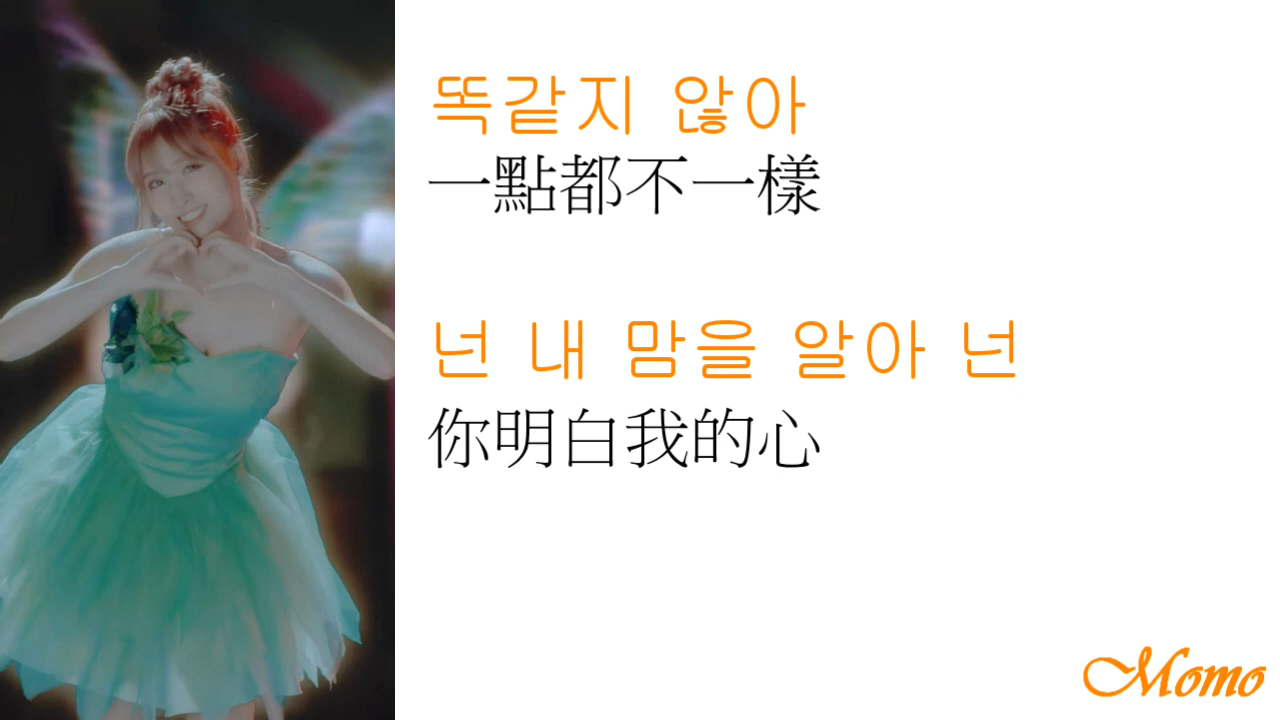 똑같지 않아
一點都不一樣
넌 내 맘을 알아 넌
你明白我的心
Momo